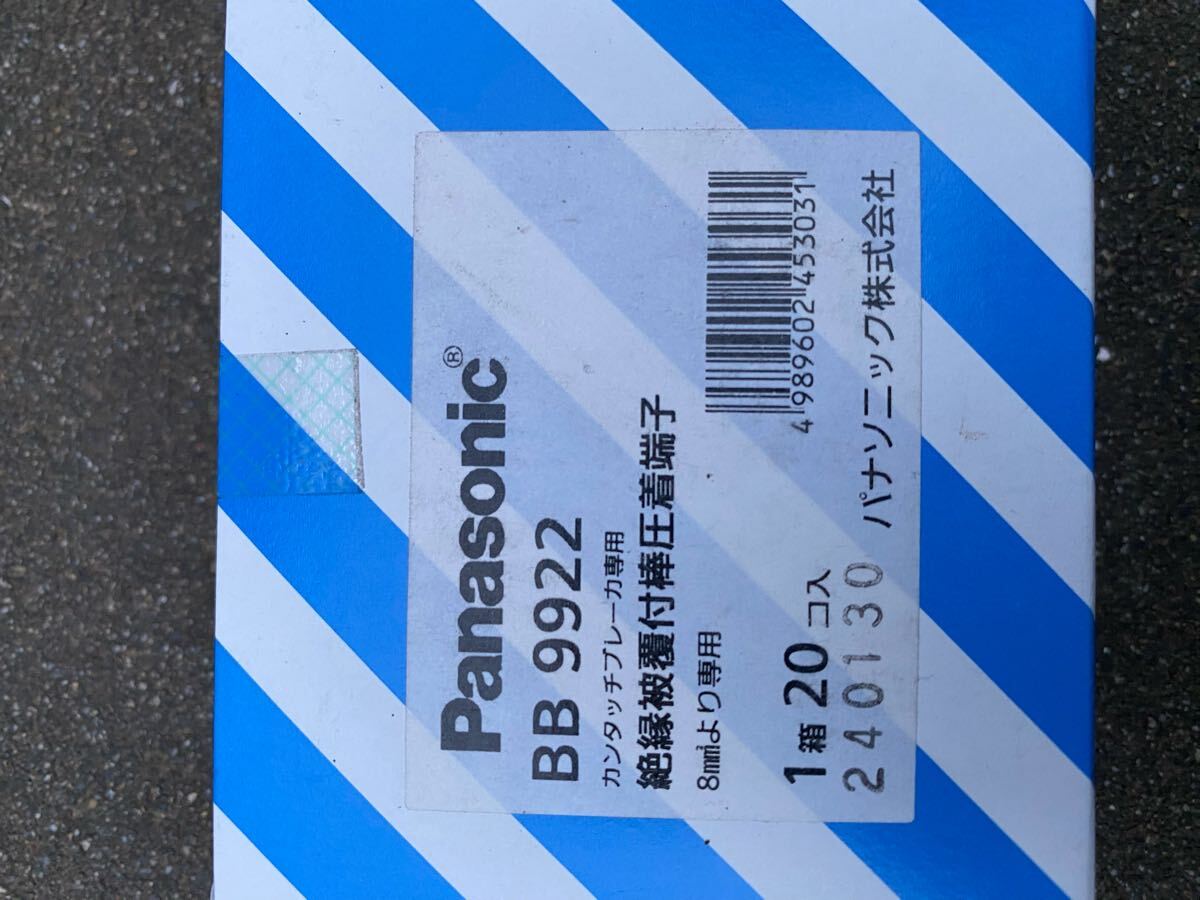 Panasonic®
BB 9922
カンタッチブレーカ専用
絶縁被覆付棒圧着端子
8m㎡より専用
1箱 20コ入
240130
4989602453031
パナソニック株式会社